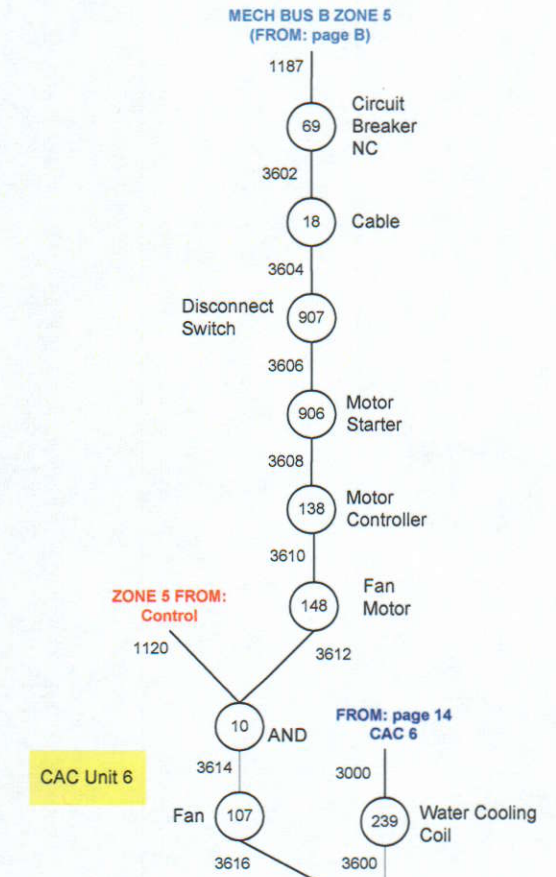 MECH BUS B ZONE 5
(FROM: page B)
1187
69
Circuit
Breaker
NC
3602
18
Cable
3604
Disconnect
Switch
907
3606
906
Motor
Starter
3608
138
Motor
Controller
3610
148
Fan
Motor
ZONE 5 FROM:
Control
1120
3612
10
AND
FROM: page 14
CAC 6
3614
3000
CAC Unit 6
Fan
107
239
Water Cooling
Coil
3616
3600